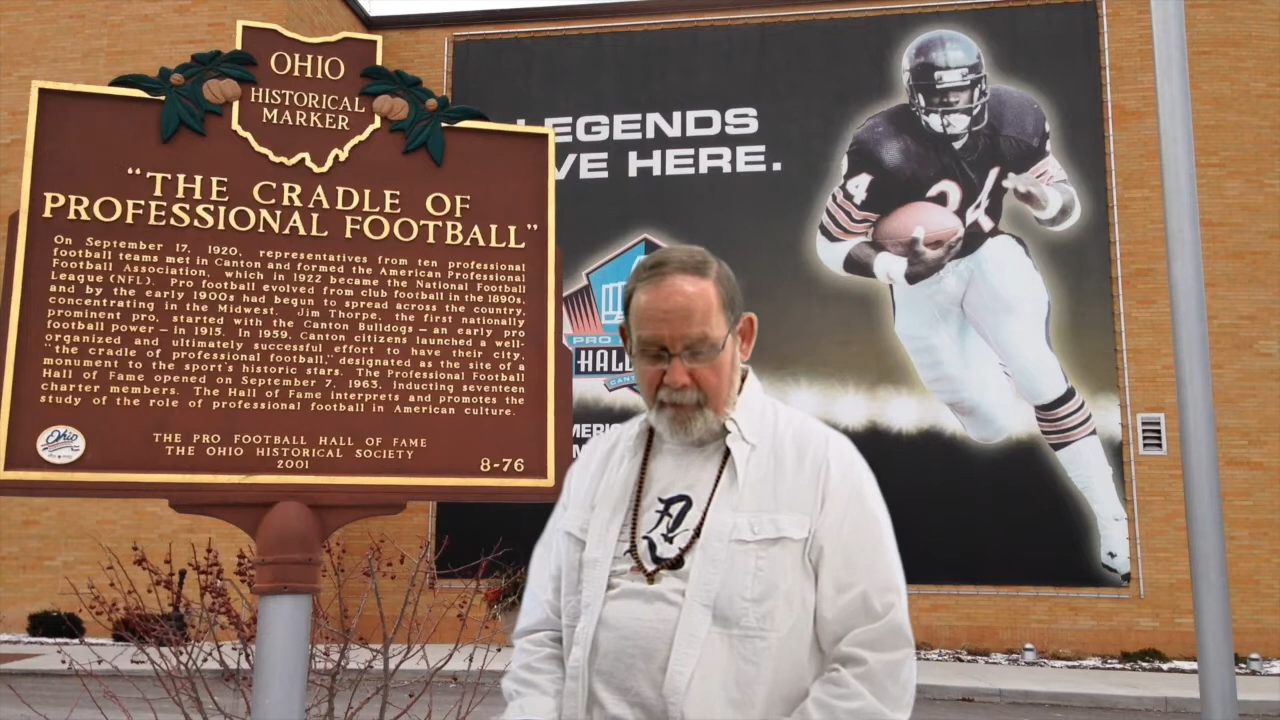 OHIO
HISTORICAL
MARKER
"THE CRADLE OF
PROFESSIONAL FOOTBALL"
On September 17, 1920, representatives from ten professional
football teams met in Canton and formed the American Professional
Football Association, which in 1922 became the National Football
League (NFL). Pro football evolved from club football in the 1890s,
and by the early 1900s had begun to spread across the country,
concentrating in the Midwest. Jim Thorpe, the first nationally
prominent pro, started with the Canton Bulldogs — an early pro
football power — in 1915. In 1959, Canton citizens launched a well-
organized and ultimately successful effort to have their city,
"the cradle of professional football," designated as the site of a
monument to the sport's historic stars. The Professional Football
Hall of Fame opened on September 7, 1963, inducting seventeen
charter members. The Hall of Fame interprets and promotes the
study of the role of professional football in American culture.
Ohio
THE PRO FOOTBALL HALL OF FAME
THE OHIO HISTORICAL SOCIETY
2001
8-76
LEGENDS
VE HERE.
34
34
PRO
HALL
CANT
MERIC
M